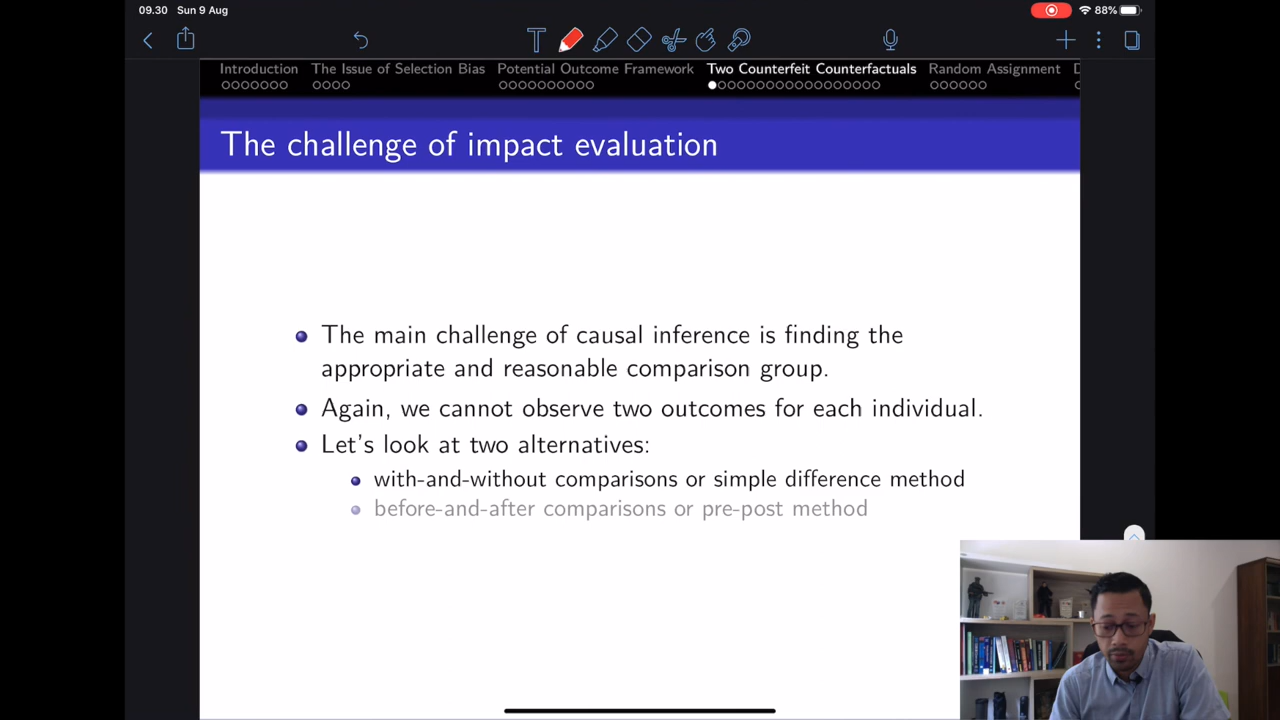 09.30 Sun 9 Aug
88%
Introduction The Issue of Selection Bias Potential Outcome Framework Two Counterfeit Counterfactuals Random Assignment D
The challenge of impact evaluation
The main challenge of causal inference is finding the
appropriate and reasonable comparison group.
Again, we cannot observe two outcomes for each individual.
Let's look at two alternatives:
with-and-without comparisons or simple difference method
before-and-after comparisons or pre-post method